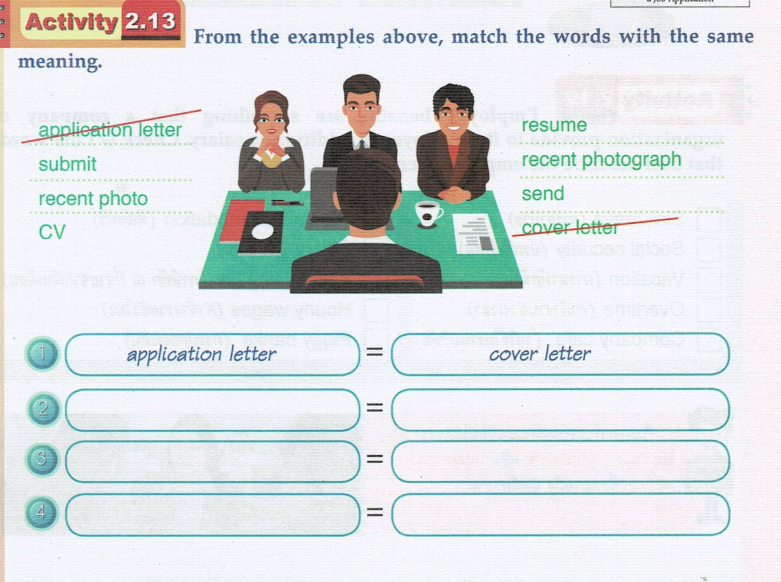 Activity 2.13
From the examples above, match the words with the same
meaning.
application letter
submit
recent photo
CV
resume
recent photograph
send
cover letter
1 application letter = cover letter
2 =
3 =
4 =